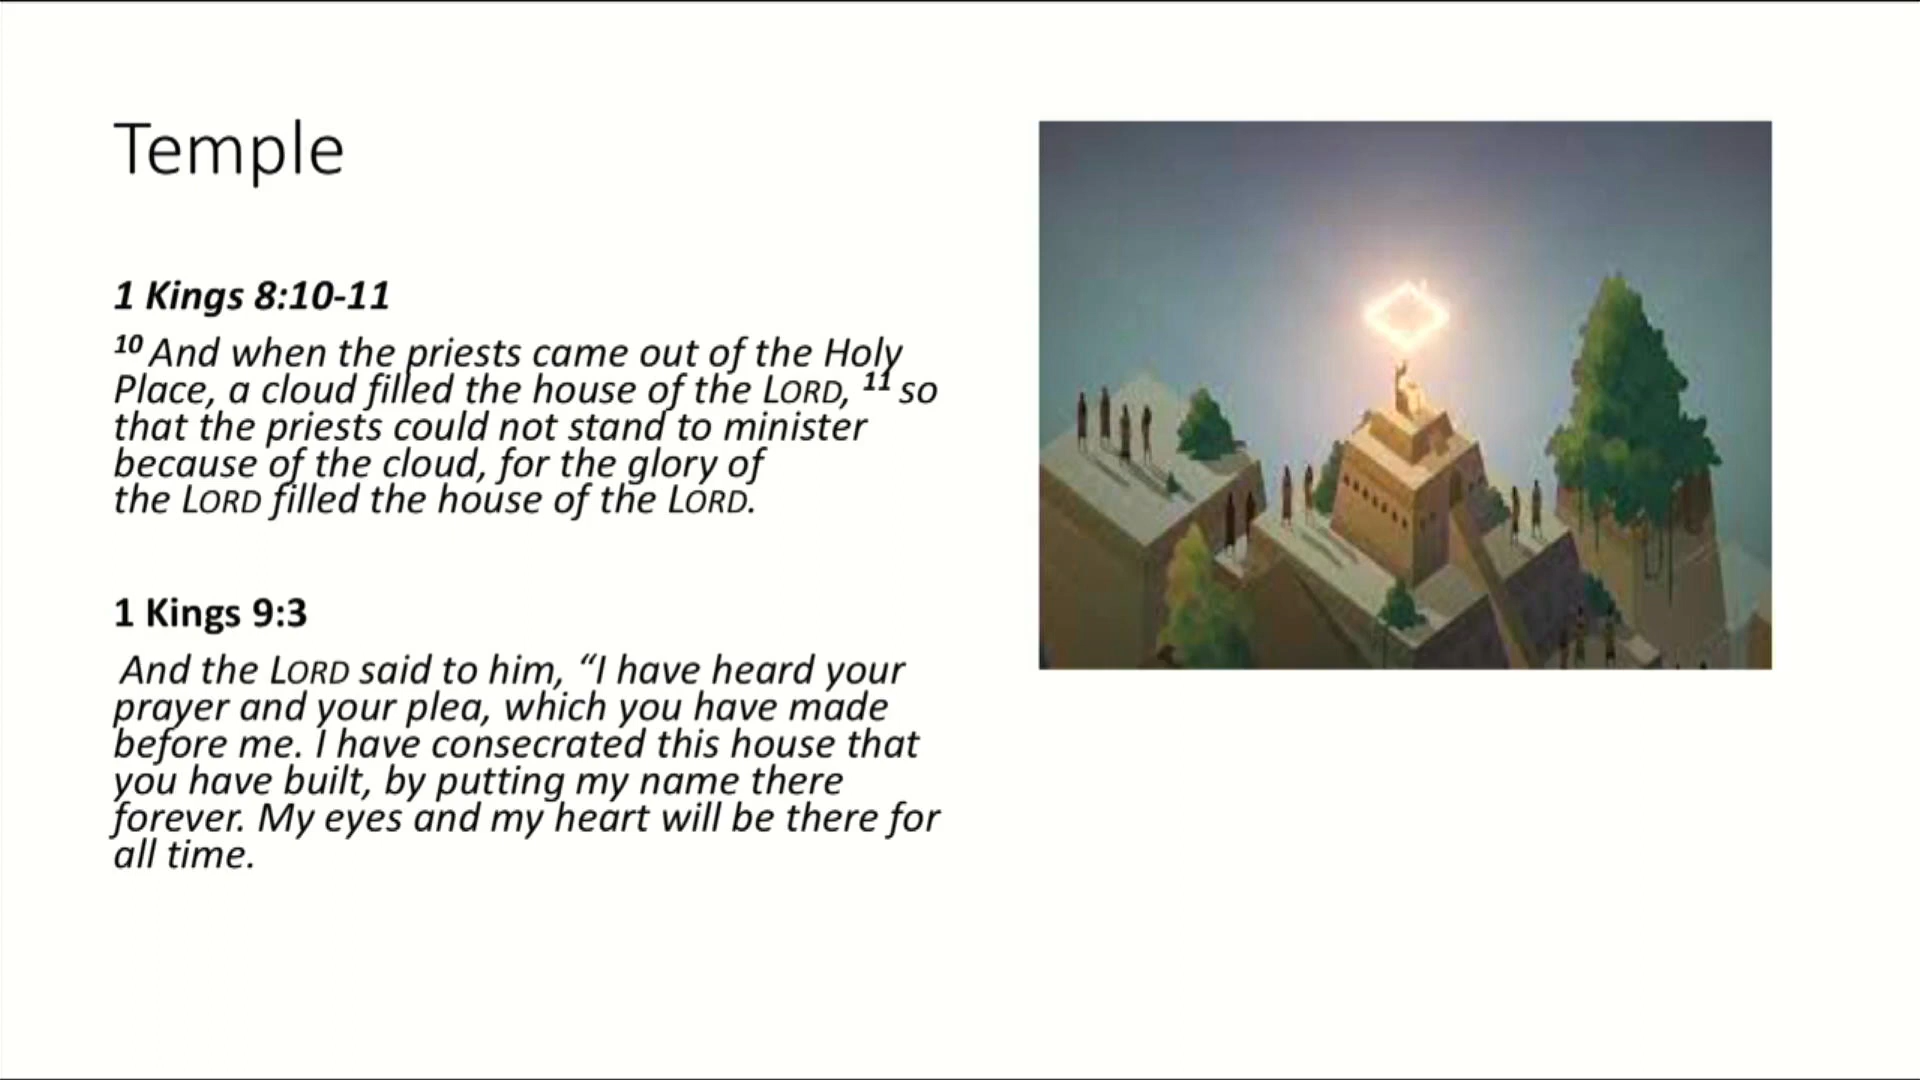 Temple
1 Kings 8:10-11
10 And when the priests came out of the Holy
Place, a cloud filled the house of the LORD, 11 so
that the priests could not stand to minister
because of the cloud, for the glory of
the LORD filled the house of the LORD.
1 Kings 9:3
And the LORD said to him, “I have heard your
prayer and your plea, which you have made
before me. I have consecrated this house that
you have built, by putting my name there
forever. My eyes and my heart will be there for
all time.